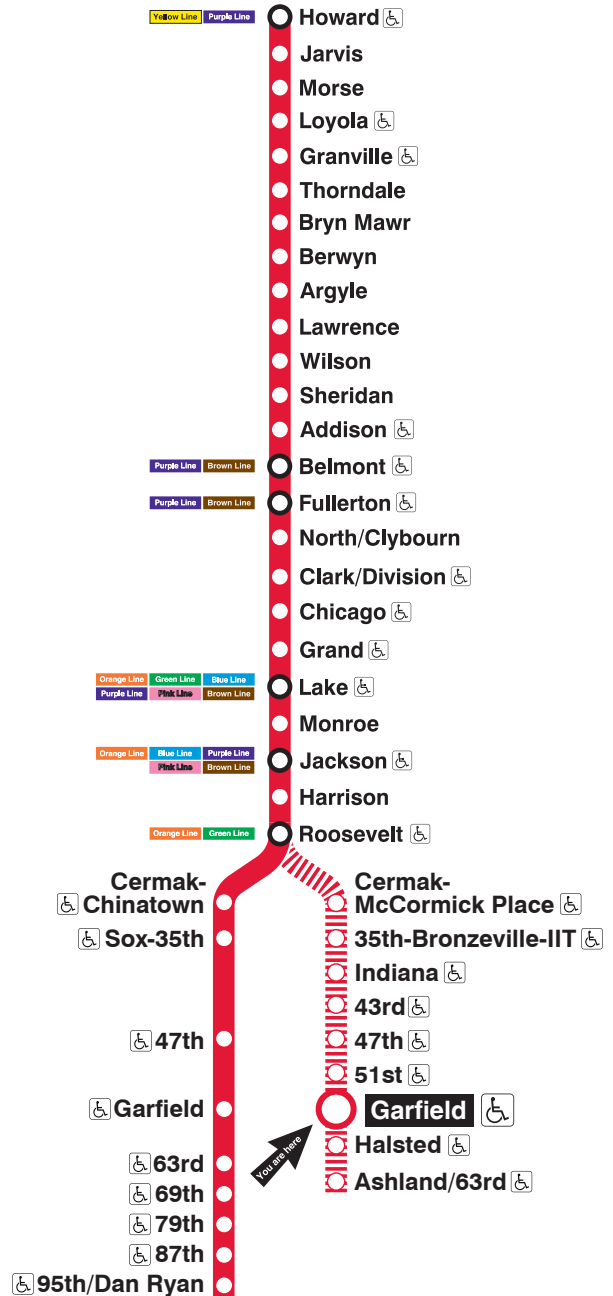 Yellow Line Purple Line Howard
Jarvis
Morse
Loyola
Granville
Thorndale
Bryn Mawr
Berwyn
Argyle
Lawrence
Wilson
Sheridan
Addison
Purple Line Brown Line Belmont
Purple Line Brown Line Fullerton
North/Clybourn
Clark/Division
Chicago
Grand
Orange Line Green Line Blue Line
Purple Line Pink Line Brown Line
Lake
Monroe
Orange Line Blue Line Purple Line
Pink Line Brown Line
Jackson
Harrison
Orange Line Green Line Roosevelt
Cermak-
Chinatown
Sox-35th
47th
Garfield
63rd
69th
79th
87th
95th/Dan Ryan
Cermak-
McCormick Place
35th-Bronzeville-IIT
Indiana
43rd
47th
51st
Garfield
You are here
Halsted
Ashland/63rd